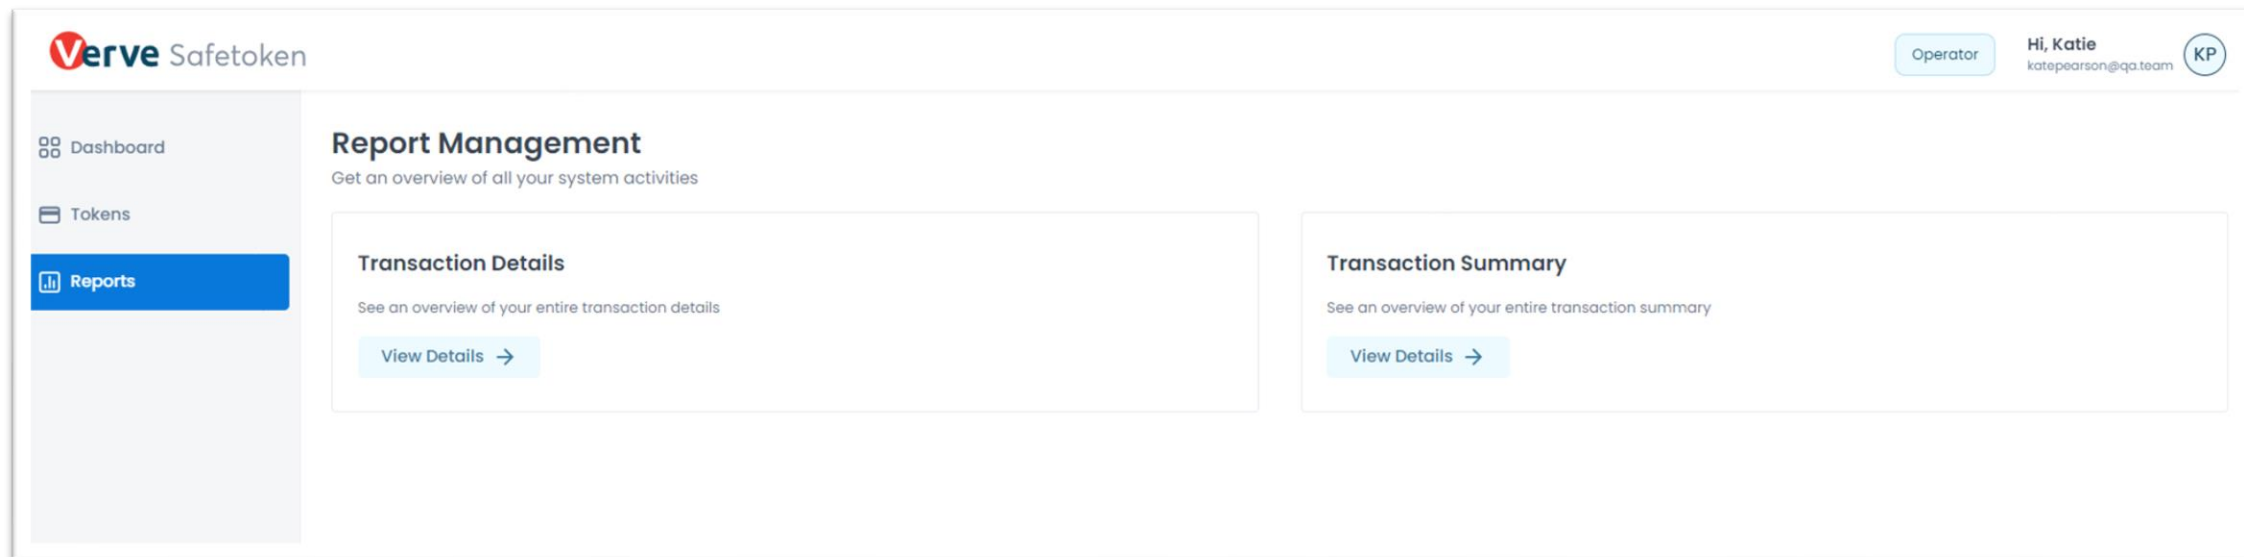 Verve Safetoken
Operator
Hi, Katie
katepearson@qa.team
KP
Dashboard
Tokens
Reports
Report Management
Get an overview of all your system activities
Transaction Details
See an overview of your entire transaction details
View Details
Transaction Summary
See an overview of your entire transaction summary
View Details